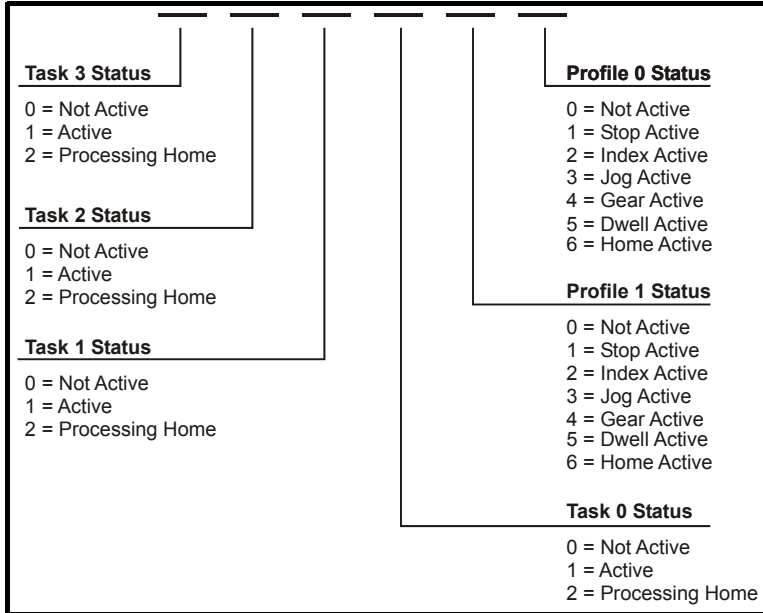 Task 3 Status
0 = Not Active
1 = Active
2 = Processing Home
Task 2 Status
0 = Not Active
1 = Active
2 = Processing Home
Task 1 Status
0 = Not Active
1 = Active
2 = Processing Home
Profile 0 Status
0 = Not Active
1 = Stop Active
2 = Index Active
3 = Jog Active
4 = Gear Active
5 = Dwell Active
6 = Home Active
Profile 1 Status
0 = Not Active
1 = Stop Active
2 = Index Active
3 = Jog Active
4 = Gear Active
5 = Dwell Active
6 = Home Active
Task 0 Status
0 = Not Active
1 = Active
2 = Processing Home